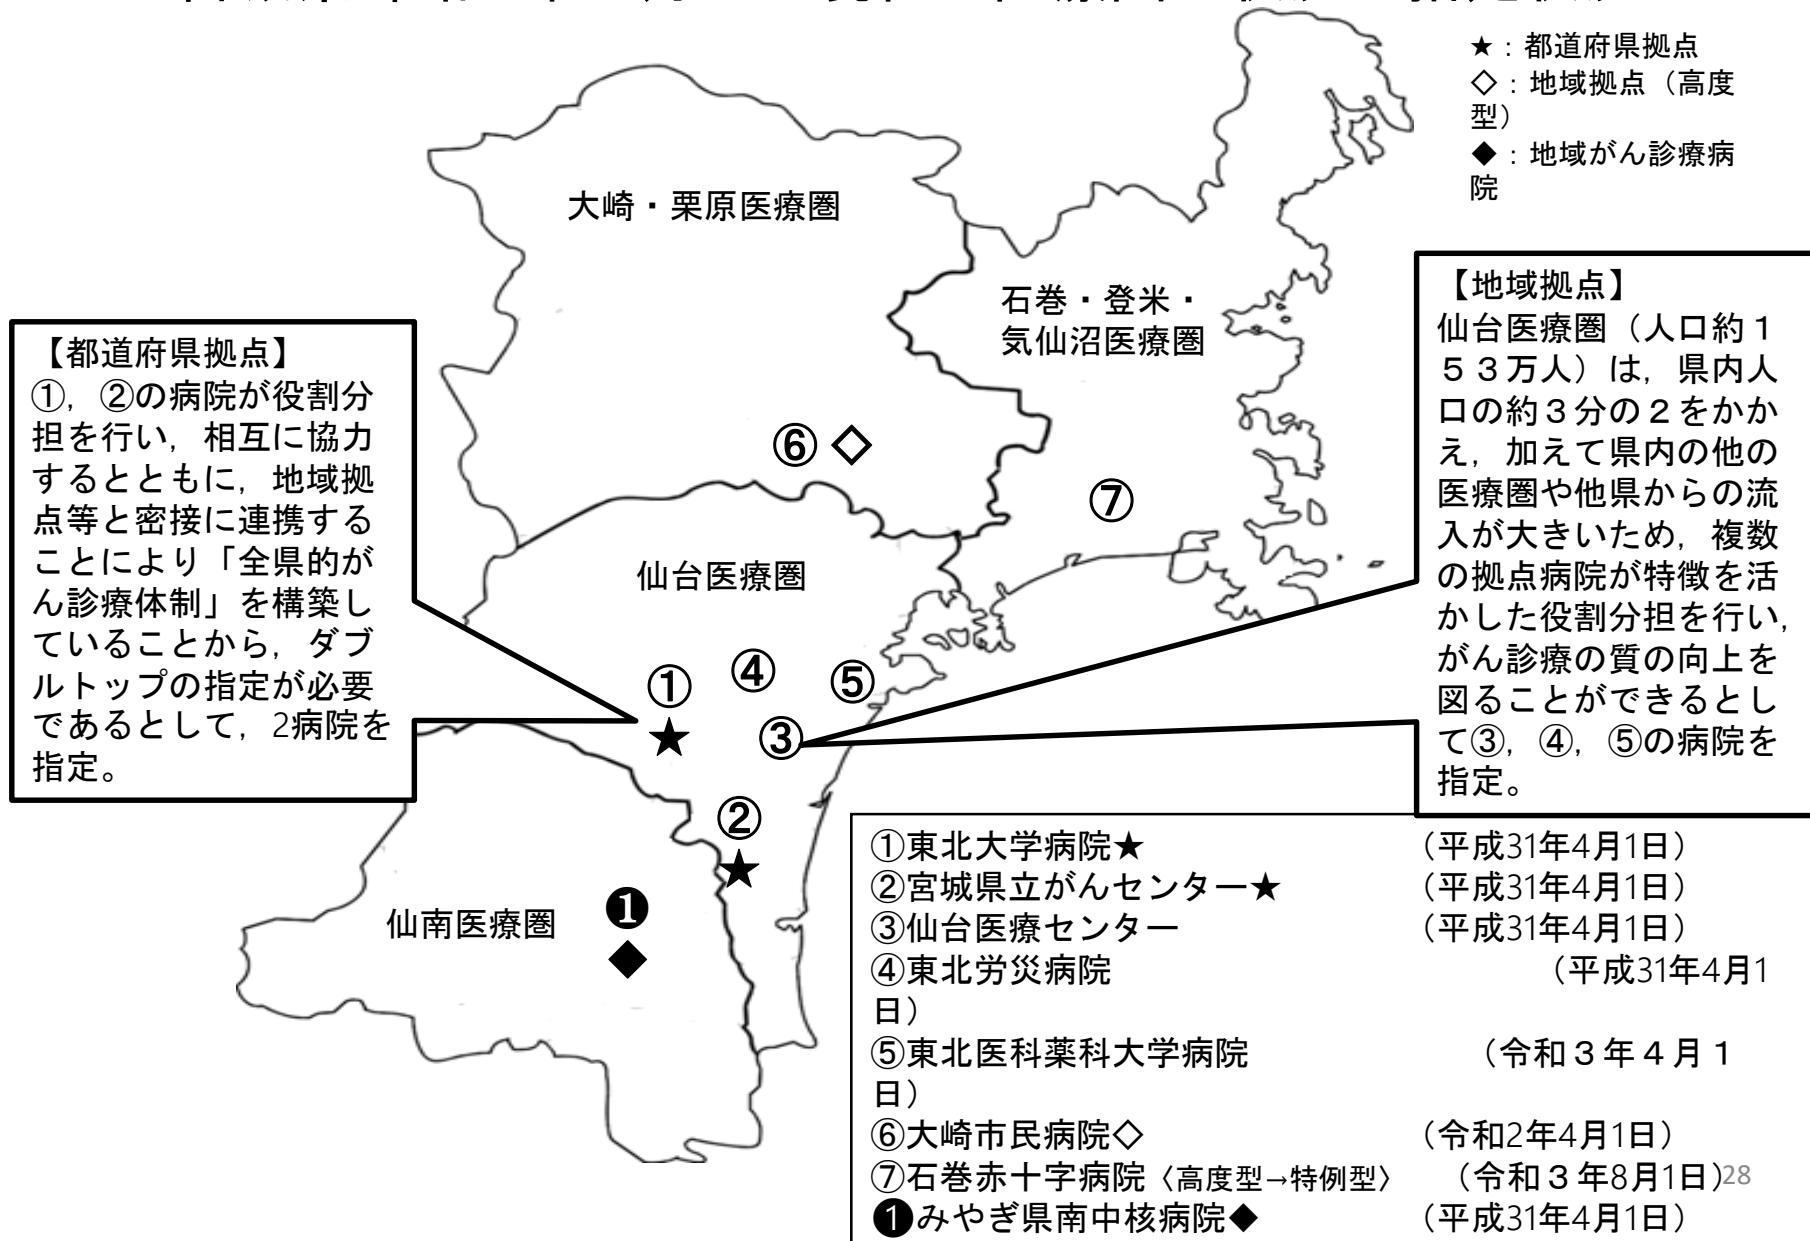 ★：都道府県拠点
◇：地域拠点（高度
型）
◆：地域がん診療病
院
大崎・栗原医療圏
石巻・登米・
気仙沼医療圏
【地域拠点】
仙台医療圏（人口約１
５３万人）は，県内人
口の約３分の２をかか
え，加えて県内の他の
医療圏や他県からの流
入が大きいため，複数
の拠点病院が特徴を活
かした役割分担を行い，
がん診療の質の向上を
図ることができるとし
て③，④，⑤の病院を
指定。
【都道府県拠点】
①，②の病院が役割分
担を行い，相互に協力
するとともに，地域拠
点等と密接に連携する
ことにより「全県的が
ん診療体制」を構築し
ていることから，ダブ
ルトップの指定が必要
であるとして，2病院を
指定。
⑥ ◇
⑦
仙台医療圏
④
①
⑤
★
③
②
★
仙南医療圏
❶
◆
①東北大学病院★ （平成31年4月1日）
②宮城県立がんセンター★ （平成31年4月1日）
③仙台医療センター （平成31年4月1日）
④東北労災病院 （平成31年4月1
日）
⑤東北医科薬科大学病院 （令和３年４月１
日）
⑥大崎市民病院◇ （令和2年4月1日）
⑦石巻赤十字病院〈高度型→特例型〉 （令和３年8月1日）
28
❶みやぎ県南中核病院◆ （平成31年4月1日）